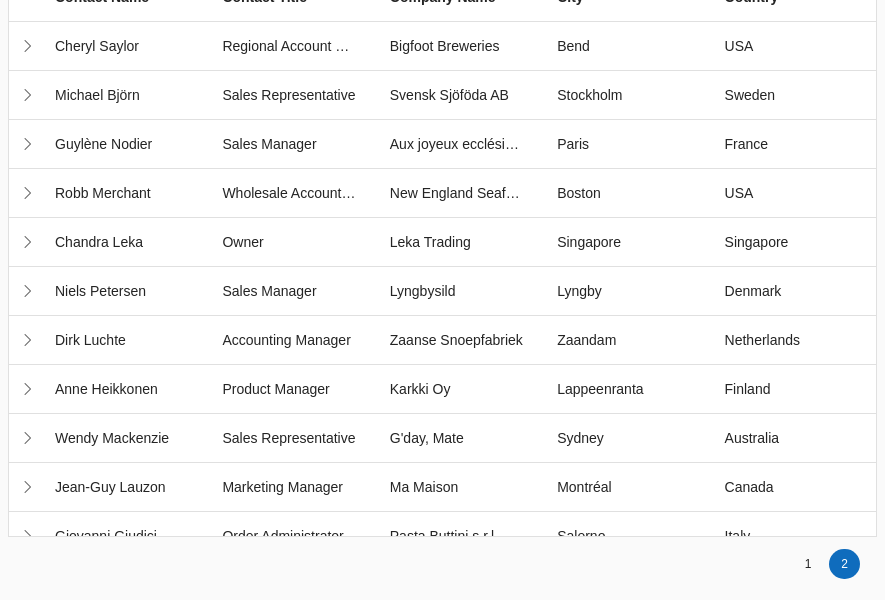 Contact Name Contact Title Company Name City Country
Cheryl Saylor Regional Account … Bigfoot Breweries Bend USA
Michael Björn Sales Representative Svensk Sjöföda AB Stockholm Sweden
Guylène Nodier Sales Manager Aux joyeux ecclési… Paris France
Robb Merchant Wholesale Account… New England Seaf… Boston USA
Chandra Leka Owner Leka Trading Singapore Singapore
Niels Petersen Sales Manager Lyngbysild Lyngby Denmark
Dirk Luchte Accounting Manager Zaanse Snoepfabriek Zaandam Netherlands
Anne Heikkonen Product Manager Karkki Oy Lappeenranta Finland
Wendy Mackenzie Sales Representative G'day, Mate Sydney Australia
Jean-Guy Lauzon Marketing Manager Ma Maison Montréal Canada
Giovanni Giudici Order Administrator Pasta Buttini s.r.l. Salerno Italy
1 2